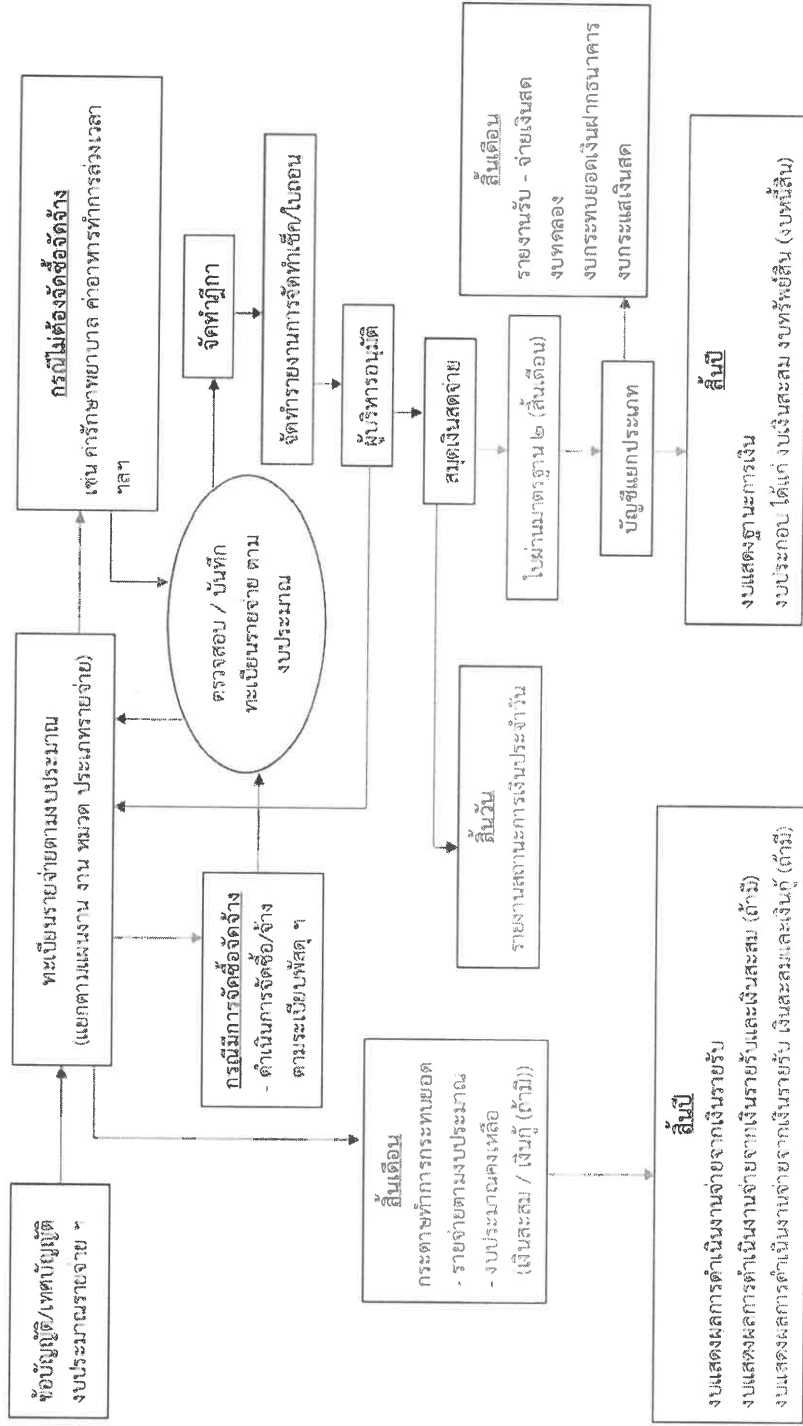 ข้อบัญญัติ/เทศบัญญัติ
งบประมาณรายจ่าย ฯ
ทะเบียนรายจ่ายตามงบประมาณ
(แยกตามแผนงาน งาน หมวด ประเภทรายจ่าย)
กรณีไม่ต้องจัดซื้อจัดจ้าง
เช่น ค่ารักษาพยาบาล ค่าอาหารทำการล่วงเวลา
ฯลฯ
กรณีมีการจัดซื้อจัดจ้าง
- ดำเนินการจัดซื้อ/จ้าง
ตามระเบียบพัสดุ ฯ
ตรวจสอบ / บันทึก
ทะเบียนรายจ่าย ตาม
งบประมาณ
จัดทำฎีกา
จัดทำรายงานการจัดทำเช็ค/ใบถอน
ผู้บริหารอนุมัติ
สมุดเงินสดจ่าย
สิ้นเดือน
กระดาษทำการกระทบยอด
- รายจ่ายตามงบประมาณ
- งบประมาณคงเหลือ
(เงินสะสม / เงินกู้ (ถ้ามี))
สิ้นวัน
รายงานสถานะการเงินประจำวัน
ใบผ่านมาตรฐาน ๒ (สิ้นเดือน)
บัญชีแยกประเภท
สิ้นเดือน
รายงานรับ - จ่ายเงินสด
งบทดลอง
งบกระทบยอดเงินฝากธนาคาร
งบกระแสเงินสด
สิ้นปี
งบแสดงผลการดำเนินงานจ่ายจากเงินรายรับ
งบแสดงผลการดำเนินงานจ่ายจากเงินรายรับและเงินสะสม (ถ้ามี)
งบแสดงผลการดำเนินงานจ่ายจากเงินรายรับ เงินสะสมและเงินกู้ (ถ้ามี)
สิ้นปี
งบแสดงฐานะการเงิน
งบประกอบ ได้แก่ งบเงินสะสม งบทรัพย์สิน (งบหนี้สิน)